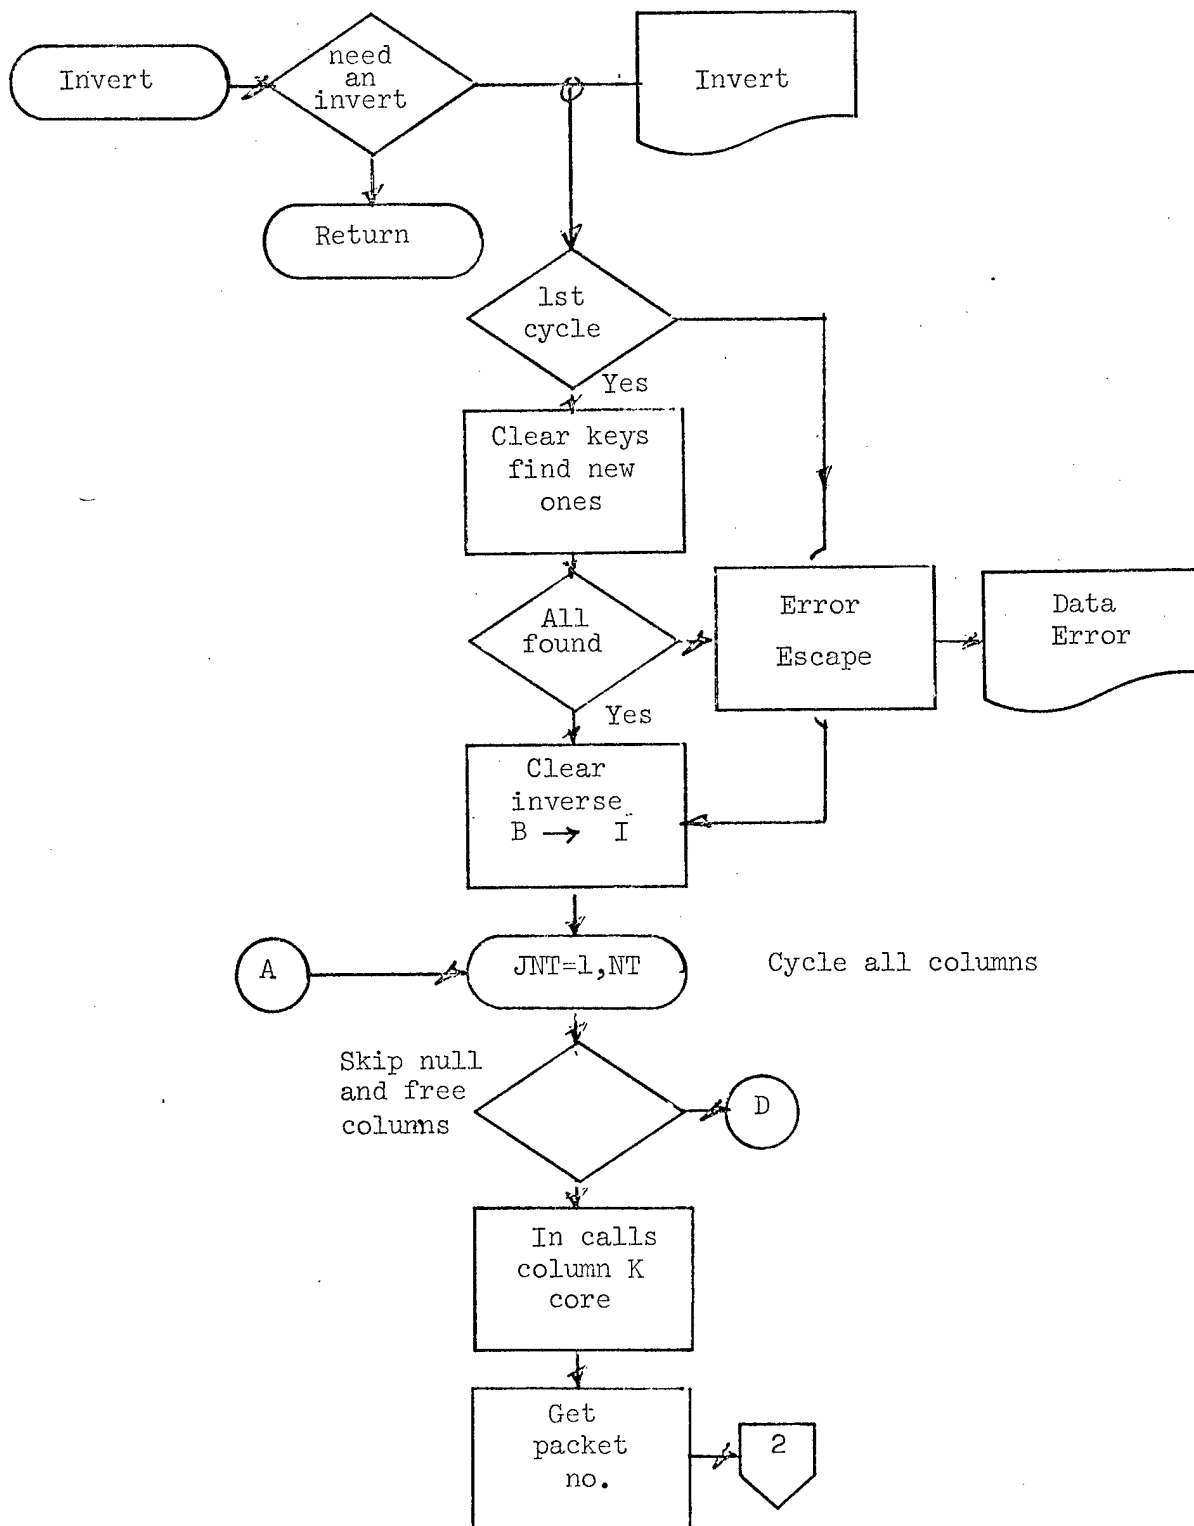 Invert
need
an
invert
Invert
Return
1st
cycle
Yes
Clear keys
find new
ones
All
found
Error
Escape
Data
Error
Yes
Clear
inverse
B → I
A
JNT=1,NT
Cycle all columns
Skip null
and free
columns
D
In calls
column K
core
Get
packet
no.
2